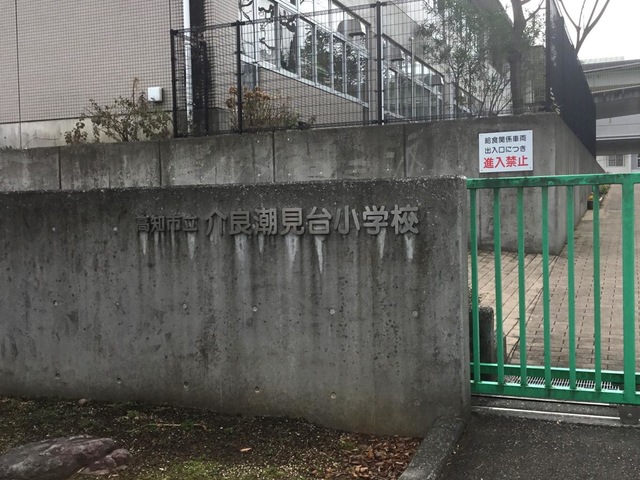 高知市立 介良潮見台小学校
給食関係車両
出入口につき
進入禁止